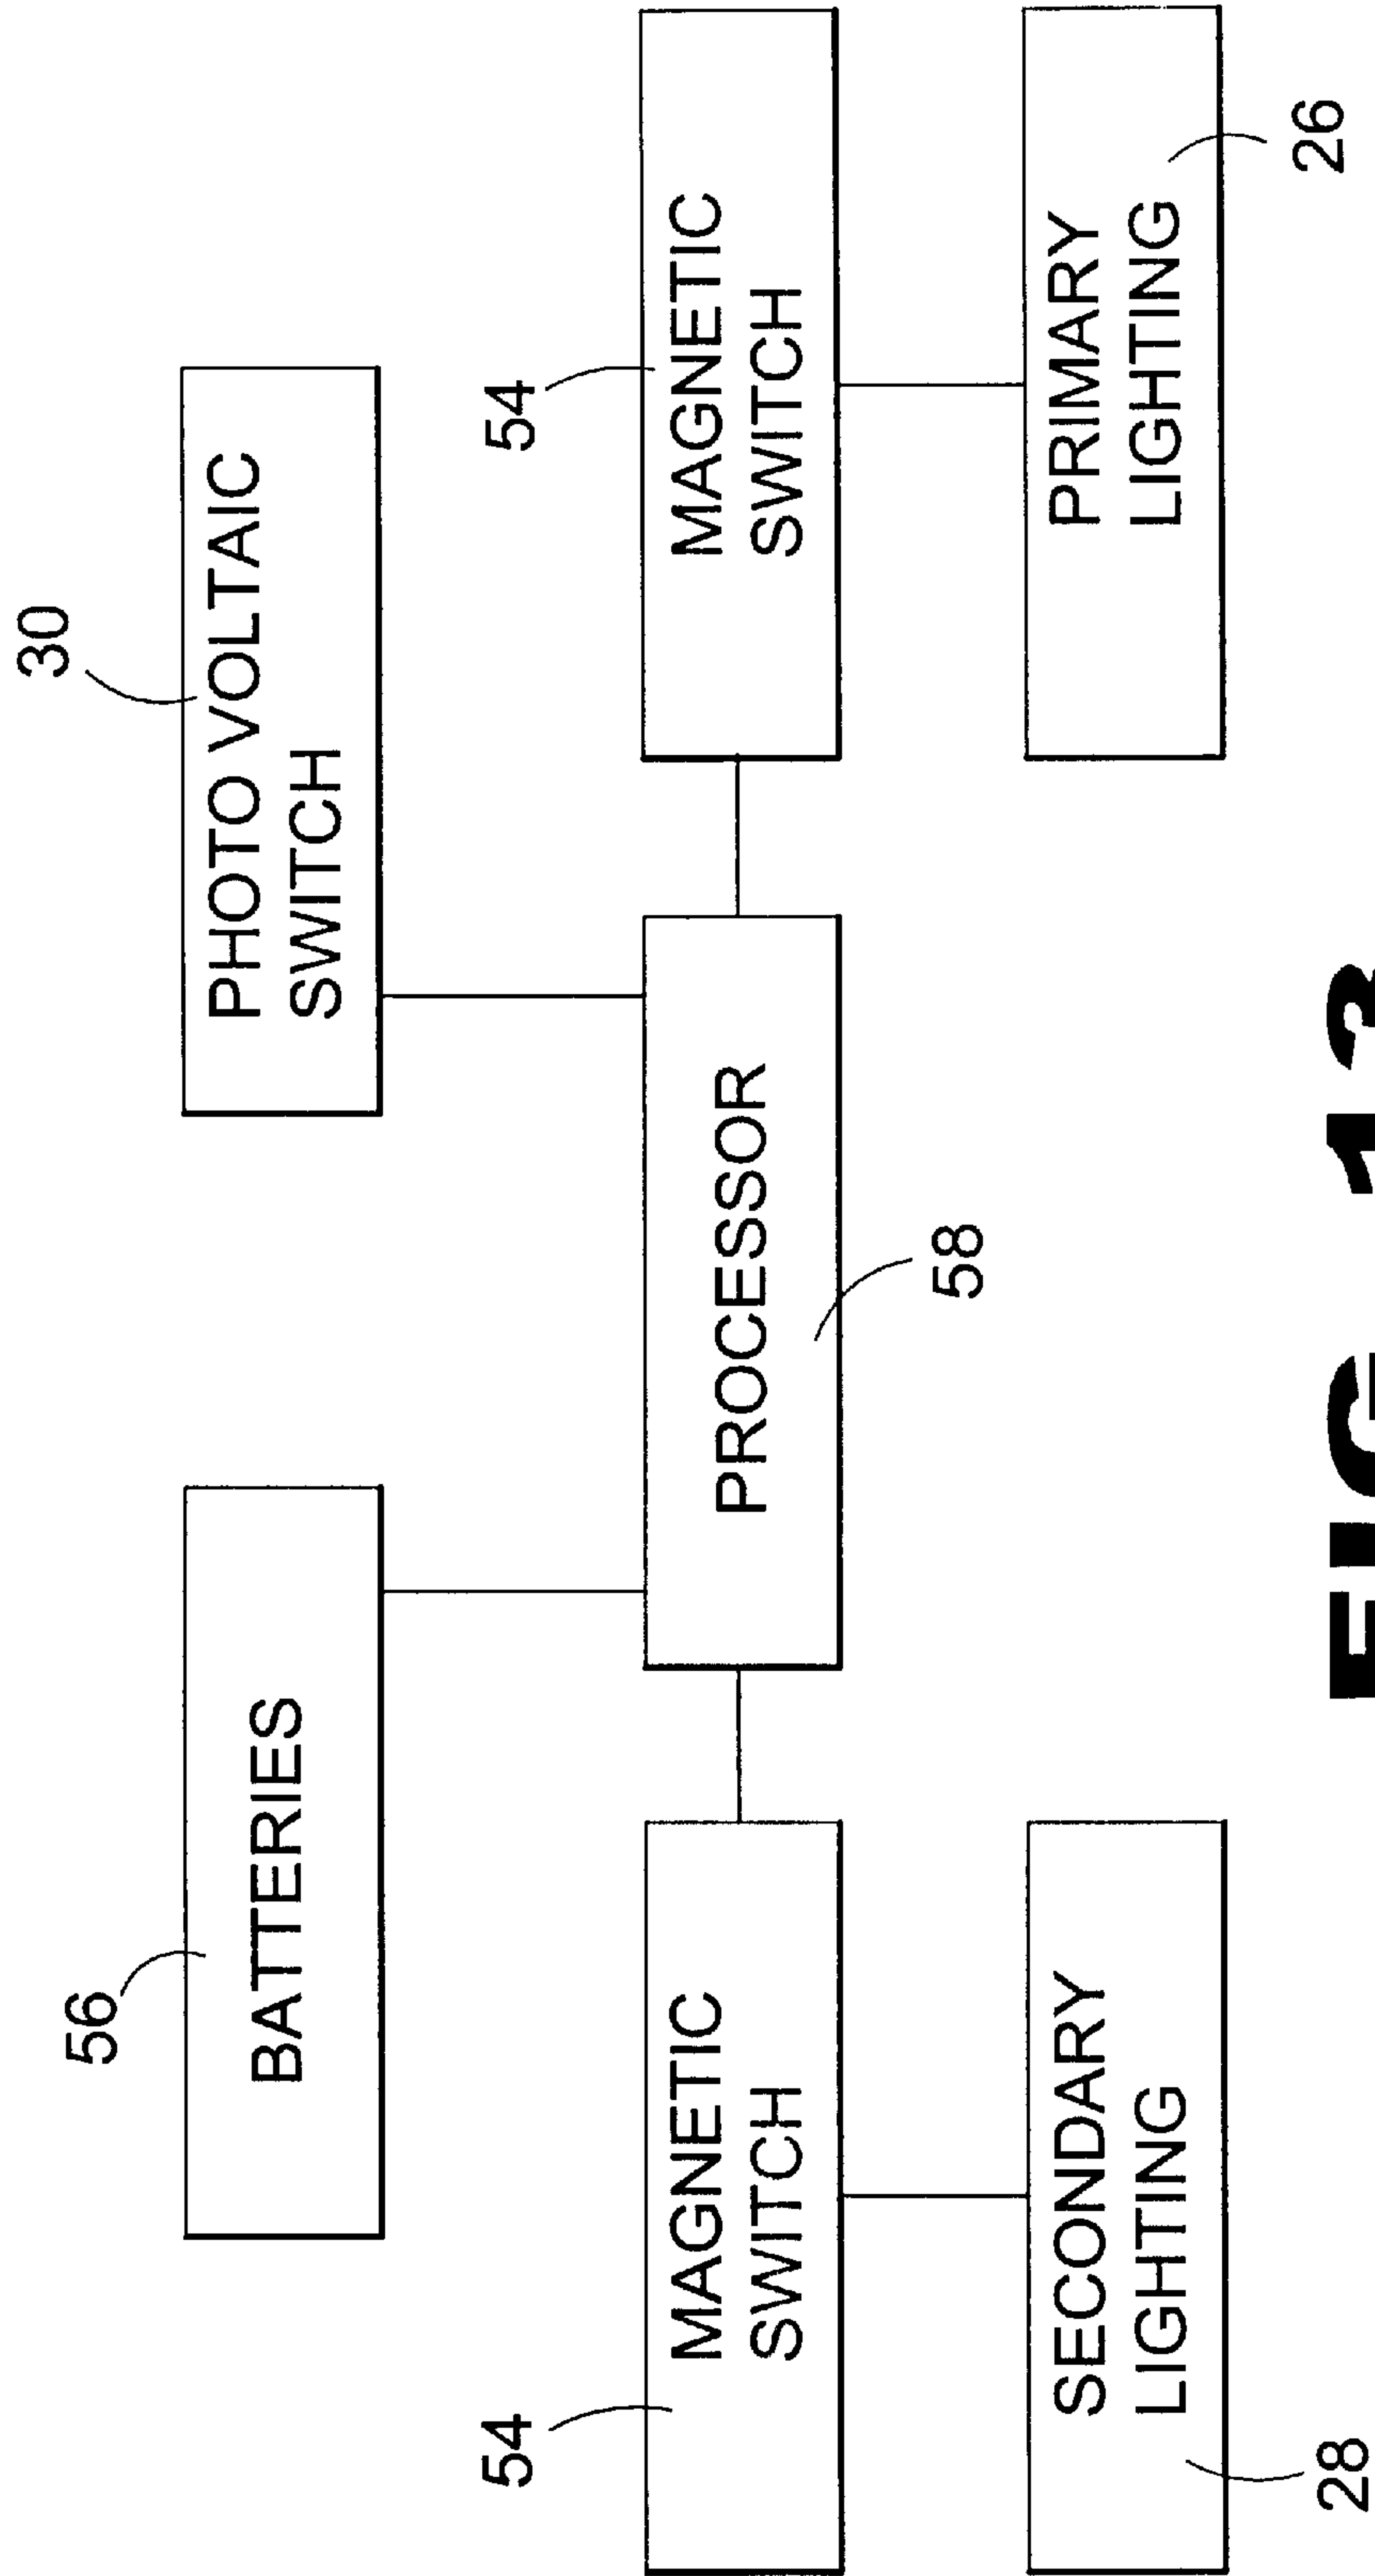 56
BATTERIES
30
PHOTO VOLTAIC
SWITCH
54
MAGNETIC
SWITCH
PROCESSOR
58
54
MAGNETIC
SWITCH
SECONDARY
LIGHTING
28
PRIMARY
LIGHTING
26
FIG 13